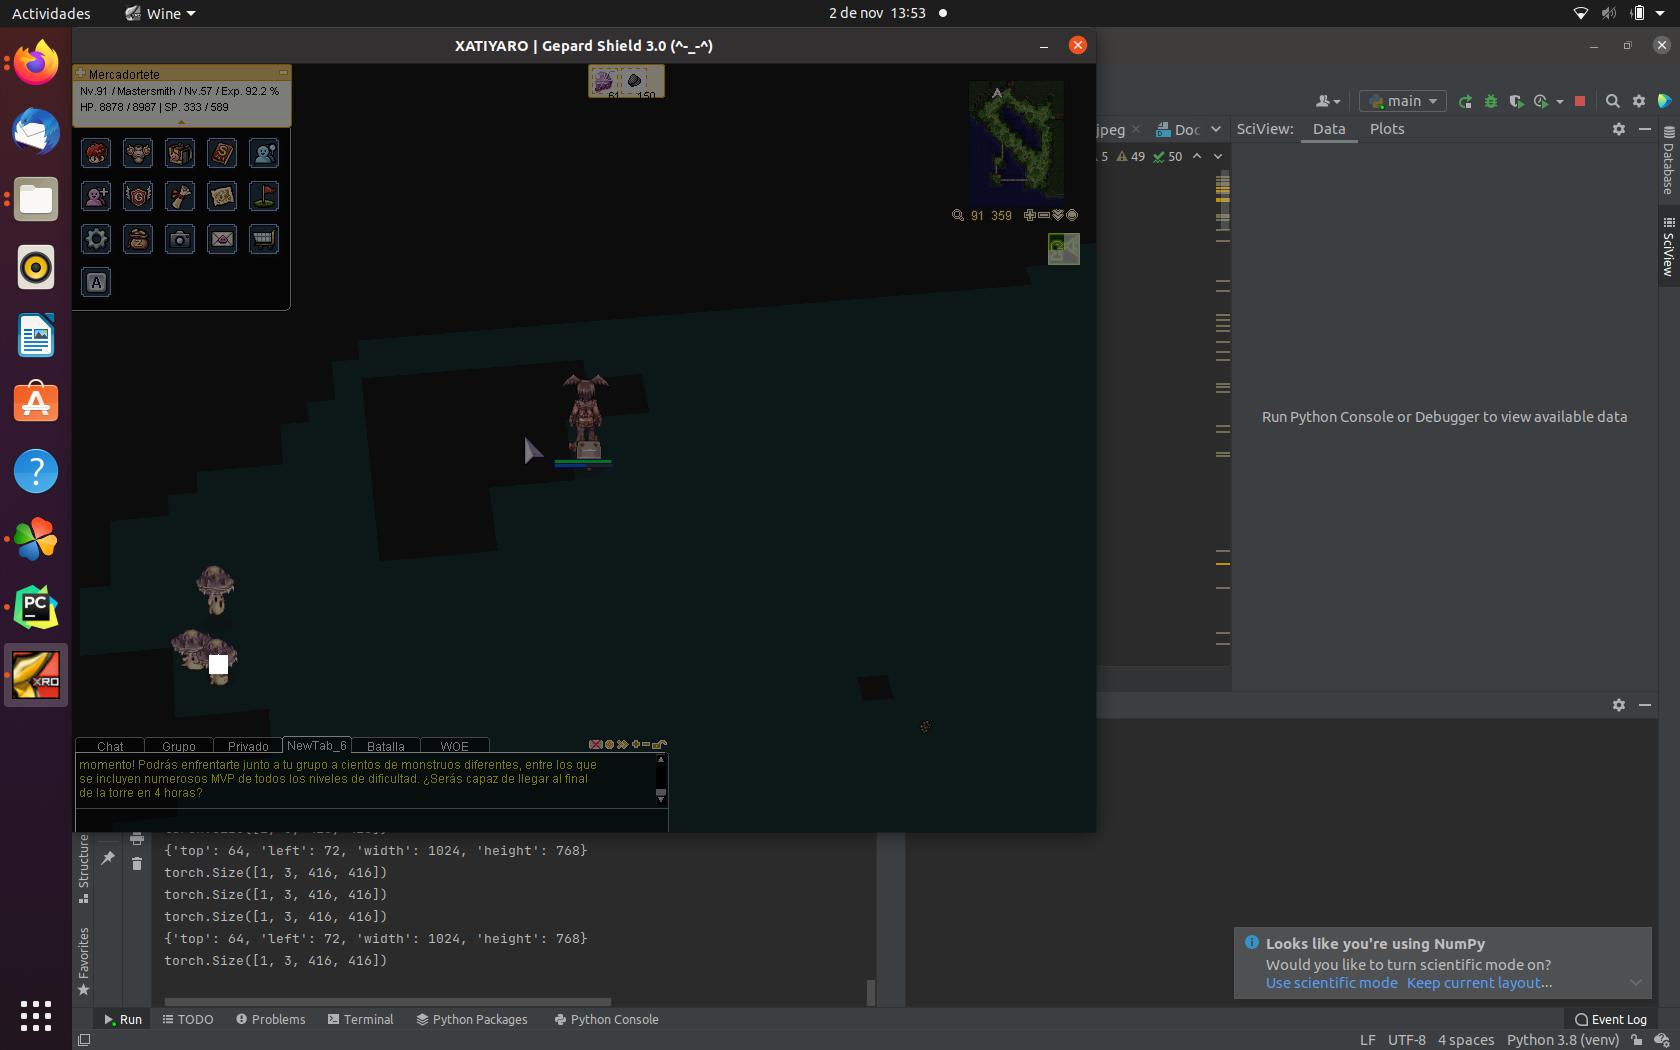 Actividades
Wine
2 de nov 13:53
XATIYARO | Gepard Shield 3.0 (^-_-^)
Mercadortete
Nv.91 / Mastersmith / Nv.57 / Exp. 92.2 %
HP. 8878 / 8987 | SP. 333 / 589
61
150
91 359
main
jpeg
Doc
SciView:
Data
Plots
5
49
50
Database
SciView
Run Python Console or Debugger to view available data
PC
XRO
A
Chat
Grupo
Privado
NewTab_6
Batalla
WOE
momento! Podrás enfrentarte junto a tu grupo a cientos de monstruos diferentes, entre los que
se incluyen numerosos MVP de todos los niveles de dificultad. ¿Serás capaz de llegar al final
de la torre en 4 horas?
Structure
Favorites
{'top': 64, 'left': 72, 'width': 1024, 'height': 768}
torch.Size([1, 3, 416, 416])
torch.Size([1, 3, 416, 416])
torch.Size([1, 3, 416, 416])
{'top': 64, 'left': 72, 'width': 1024, 'height': 768}
torch.Size([1, 3, 416, 416])
Looks like you're using NumPy
Would you like to turn scientific mode on?
Use scientific mode Keep current layout...
Run
TODO
Problems
Terminal
Python Packages
Python Console
Event Log
LF UTF-8 4 spaces Python 3.8 (venv)